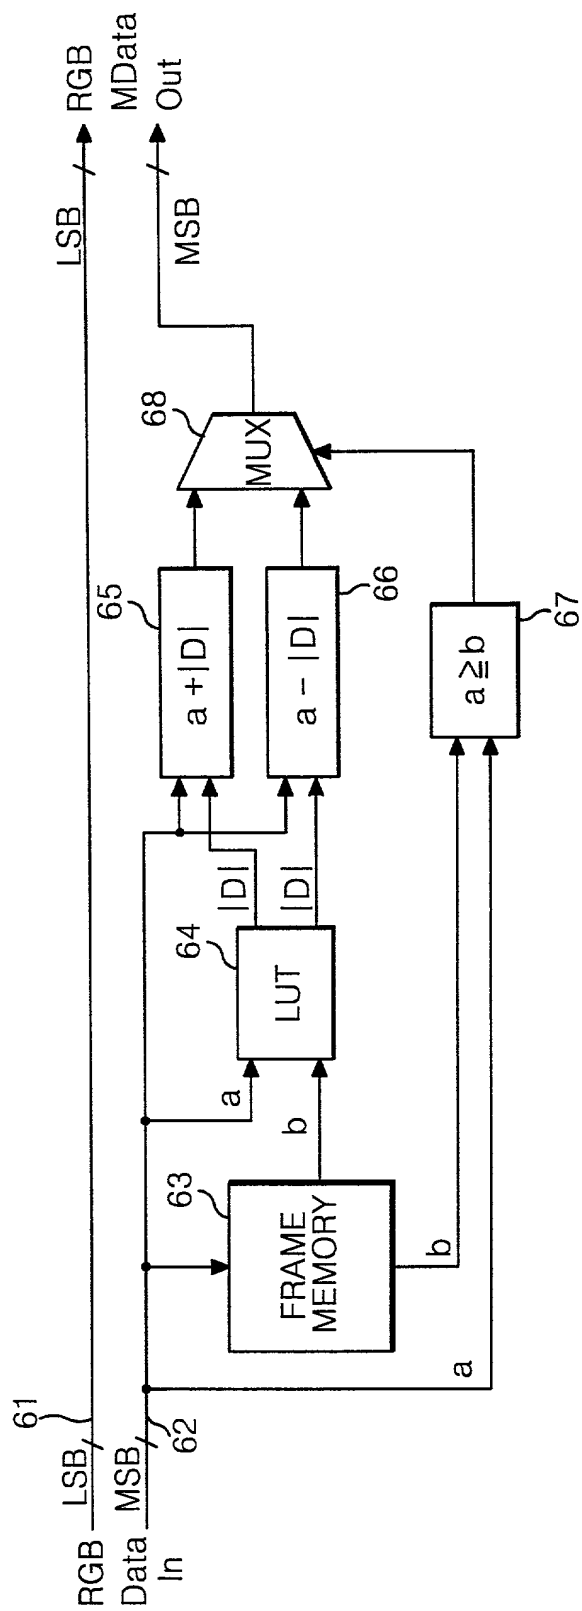 RGB
Data
In
LSB
MSB
61
62
FRAME
MEMORY
63
a
b
a
b
LUT
64
|D|
|D|
a +|D|
65
a - |D|
66
a ≧ b
67
MUX
68
LSB
MSB
RGB
MData
Out